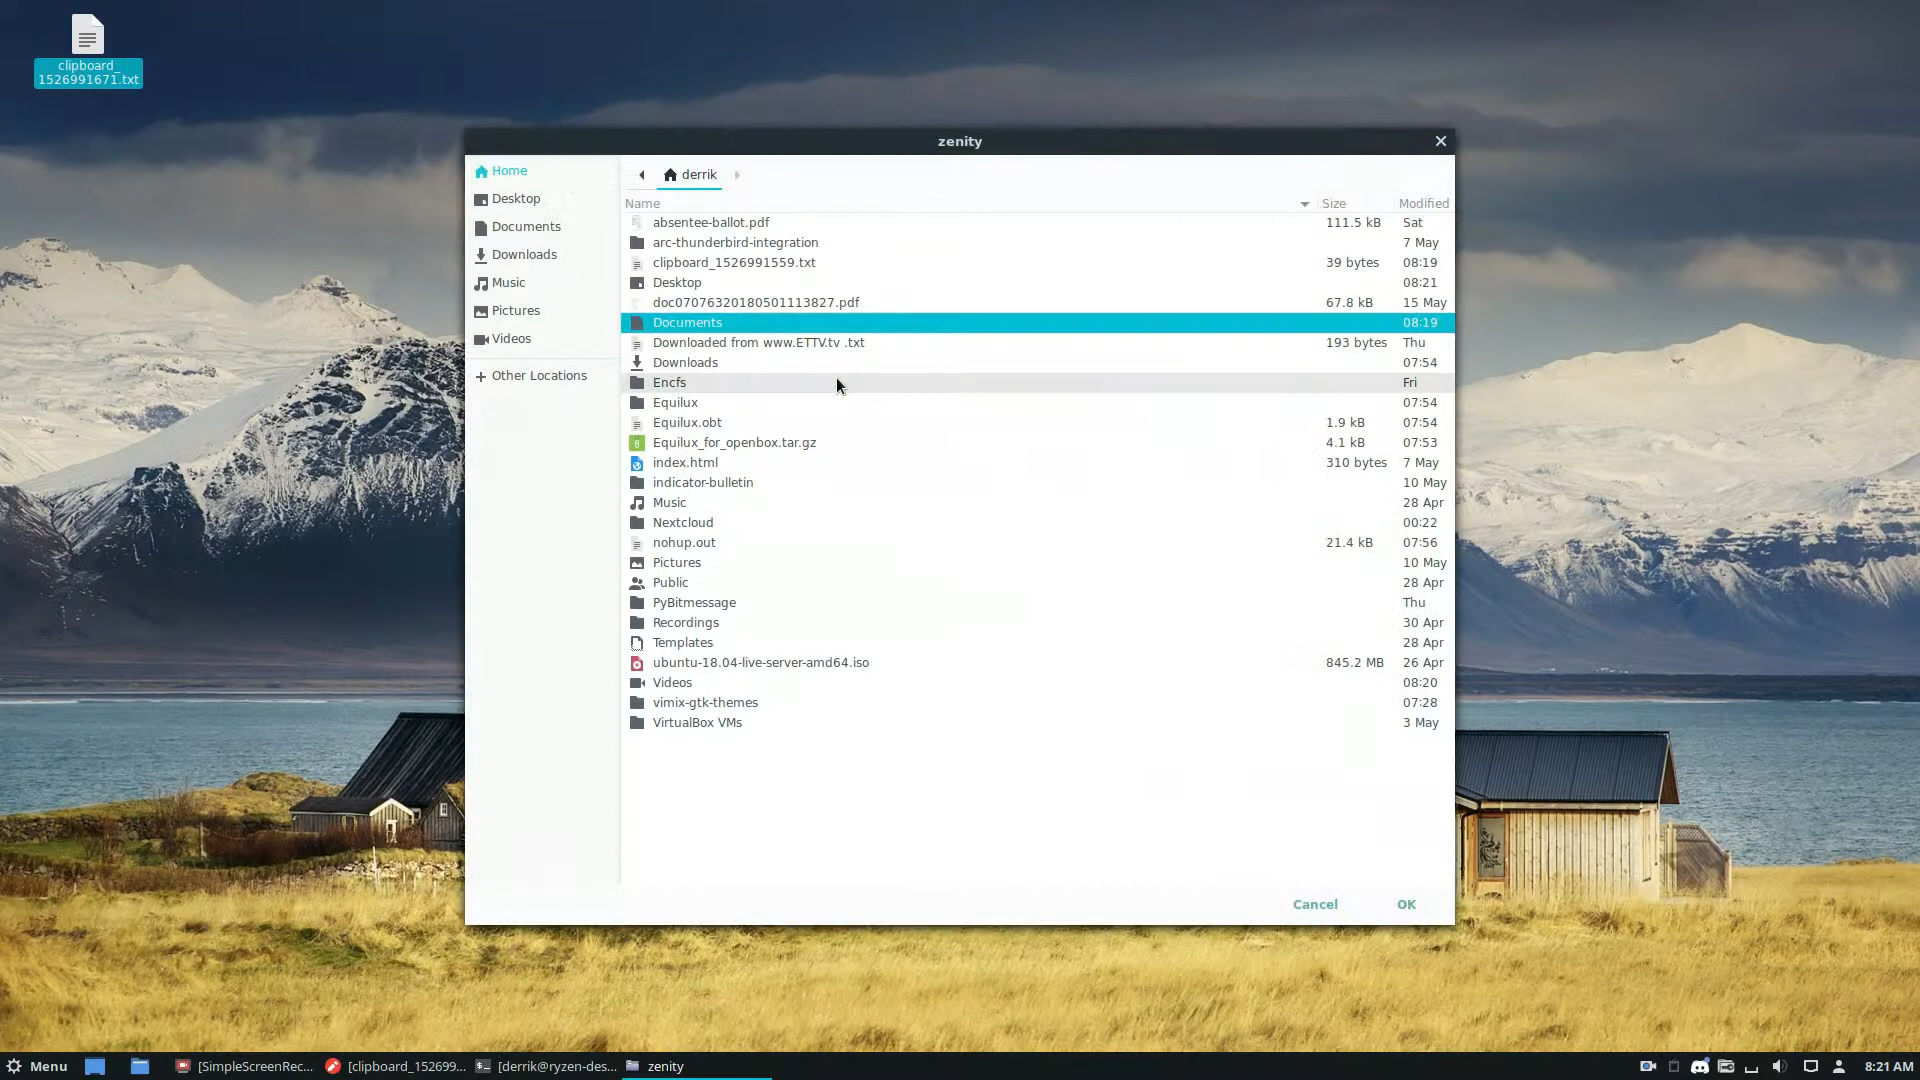 clipboard_
1526991671.txt
zenity
Home
Desktop
Documents
Downloads
Music
Pictures
Videos
Other Locations
derrik
Name Size Modified
absentee-ballot.pdf 111.5 kB Sat
arc-thunderbird-integration 7 May
clipboard_1526991559.txt 39 bytes 08:19
Desktop 08:21
doc07076320180501113827.pdf 67.8 kB 15 May
Documents 08:19
Downloaded from www.ETTV.tv .txt 193 bytes Thu
Downloads 07:54
Encfs Fri
Equilux 07:54
Equilux.obt 1.9 kB 07:54
Equilux_for_openbox.tar.gz 4.1 kB 07:53
index.html 310 bytes 7 May
indicator-bulletin 10 May
Music 28 Apr
Nextcloud 00:22
nohup.out 21.4 kB 07:56
Pictures 10 May
Public 28 Apr
PyBitmessage Thu
Recordings 30 Apr
Templates 28 Apr
ubuntu-18.04-live-server-amd64.iso 845.2 MB 26 Apr
Videos 08:20
vimix-gtk-themes 07:28
VirtualBox VMs 3 May
Cancel OK
Menu [SimpleScreenRec... [clipboard_152699... [derrik@ryzen-des... zenity 8:21 AM